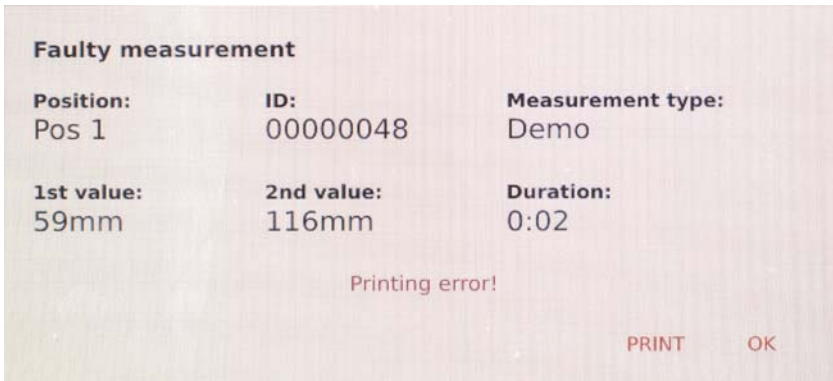 Faulty measurement
Position: ID: Measurement type:
Pos 1 00000048 Demo
1st value: 2nd value: Duration:
59mm 116mm 0:02
Printing error!
PRINT OK